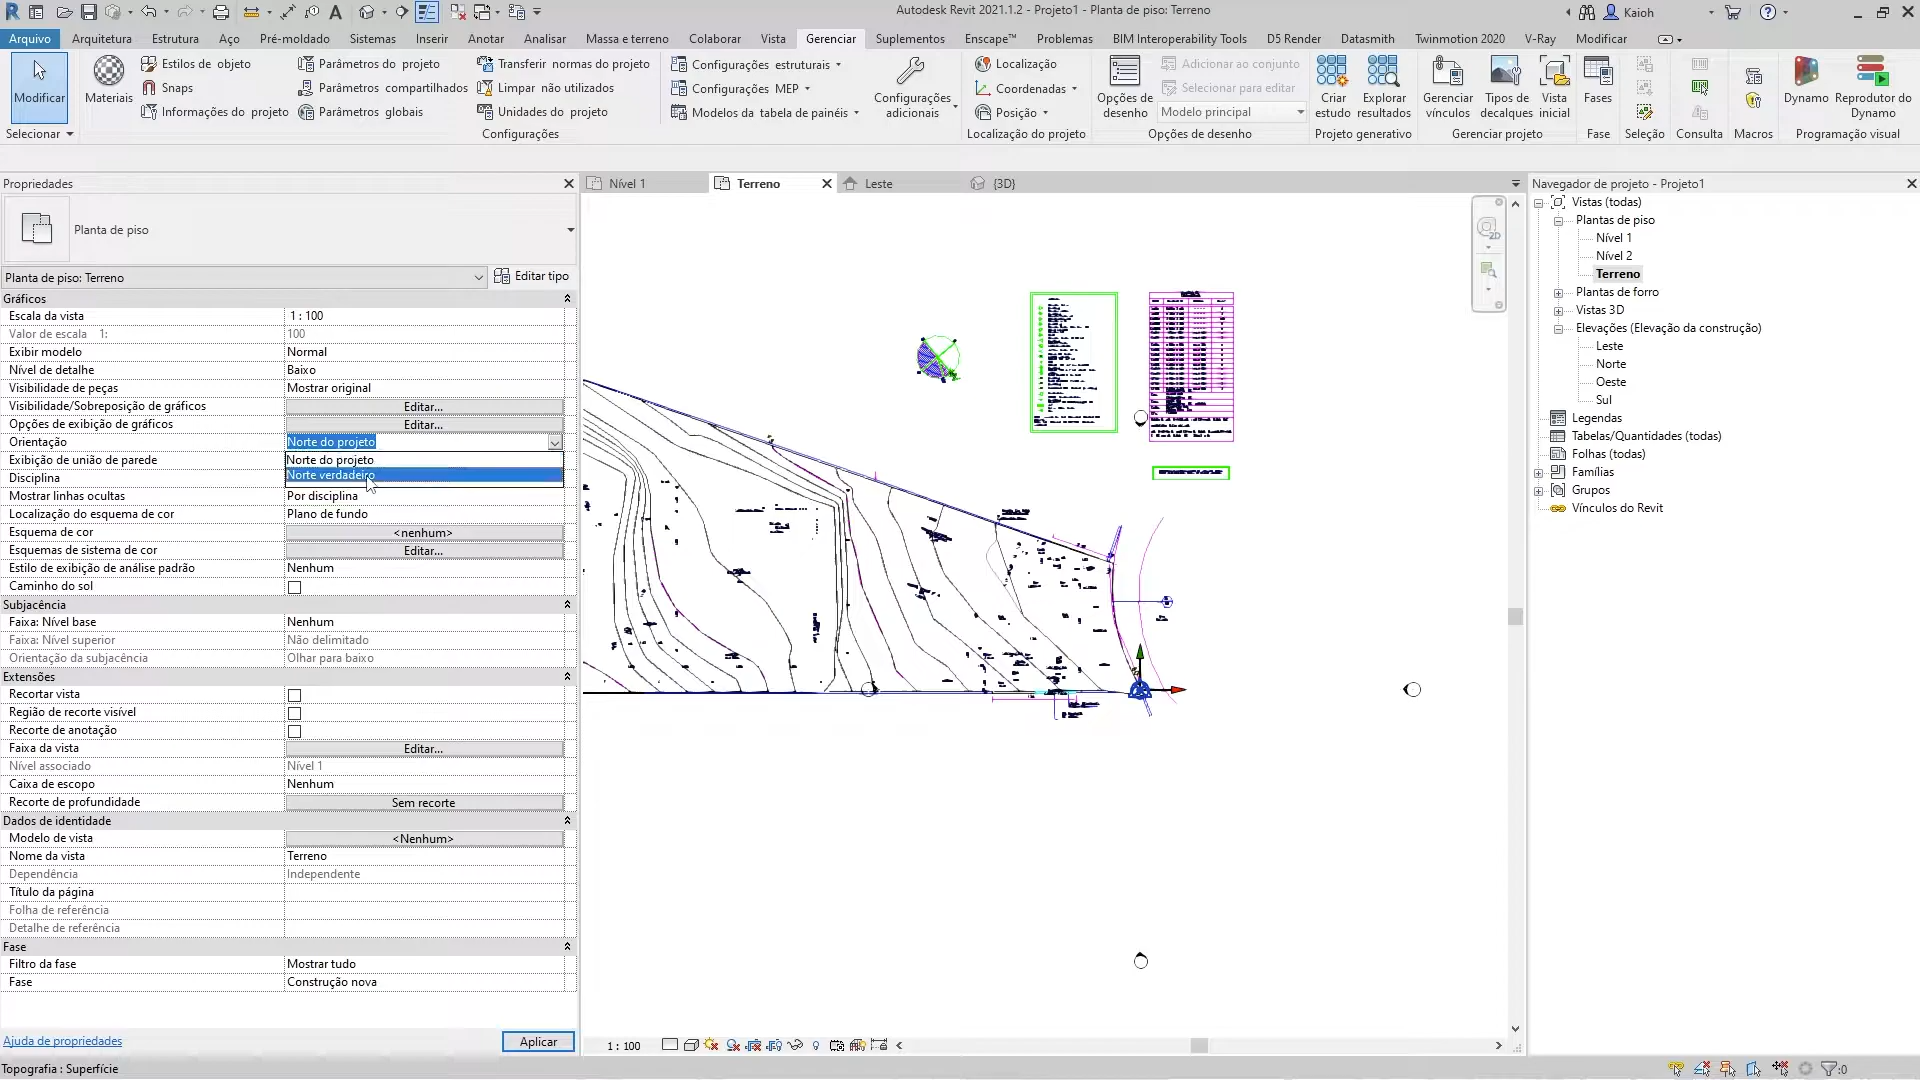 Autodesk Revit 2021.1.2 - Projeto1 - Planta de piso: Terreno
Kaioh
Arquivo Arquitetura Estrutura Aço Pré-moldado Sistemas Inserir Anotar Analisar Massa e terreno Colaborar Vista Gerenciar Suplementos Enscape™ Problemas BIM Interoperability Tools D5 Render Datasmith Twinmotion 2020 V-Ray Modificar
Modificar
Selecionar
Materiais
Estilos de objeto
Snaps
Informações do projeto
Parâmetros do projeto
Parâmetros compartilhados
Parâmetros globais
Transferir normas do projeto
Limpar não utilizados
Unidades do projeto
Configurações estruturais
Configurações MEP
Modelos da tabela de painéis
Configurações adicionais
Configurações
Localização
Coordenadas
Posição
Localização do projeto
Opções de desenho
Adicionar ao conjunto
Selecionar para editar
Modelo principal
Opções de desenho
Criar estudo
Explorar resultados
Projeto generativo
Gerenciar vínculos
Tipos de decalques
Vista inicial
Gerenciar projeto
Fases
Fase
Seleção
Consulta
Macros
Dynamo
Reprodutor do Dynamo
Programação visual
Propriedades
Planta de piso
Planta de piso: Terreno
Editar tipo
Gráficos
Escala da vista 1 : 100
Valor de escala 1: 100
Exibir modelo Normal
Nível de detalhe Baixo
Visibilidade de peças Mostrar original
Visibilidade/Sobreposição de gráficos Editar...
Opções de exibição de gráficos Editar...
Orientação Norte do projeto
Exibição de união de parede Norte do projeto
Disciplina Norte verdadeiro
Mostrar linhas ocultas Por disciplina
Localização do esquema de cor Plano de fundo
Esquema de cor <nenhum>
Esquemas de sistema de cor Editar...
Estilo de exibição de análise padrão Nenhum
Caminho do sol
Subjacência
Faixa: Nível base Nenhum
Faixa: Nível superior Não delimitado
Orientação da subjacência Olhar para baixo
Extensões
Recortar vista
Região de recorte visível
Recorte de anotação
Faixa da vista Editar...
Nível associado Nível 1
Caixa de escopo Nenhum
Recorte de profundidade Sem recorte
Dados de identidade
Modelo de vista <Nenhum>
Nome da vista Terreno
Dependência Independente
Título da página
Folha de referência
Detalhe de referência
Fase
Filtro da fase Mostrar tudo
Fase Construção nova
Ajuda de propriedades
Aplicar
Topografia : Superfície
Nível 1
Terreno
Leste
{3D}
2D
1 : 100
Navegador de projeto - Projeto1
Vistas (todas)
Plantas de piso
Nível 1
Nível 2
Terreno
Plantas de forro
Vistas 3D
Elevações (Elevação da construção)
Leste
Norte
Oeste
Sul
Legendas
Tabelas/Quantidades (todas)
Folhas (todas)
Famílias
Grupos
Vínculos do Revit
:0